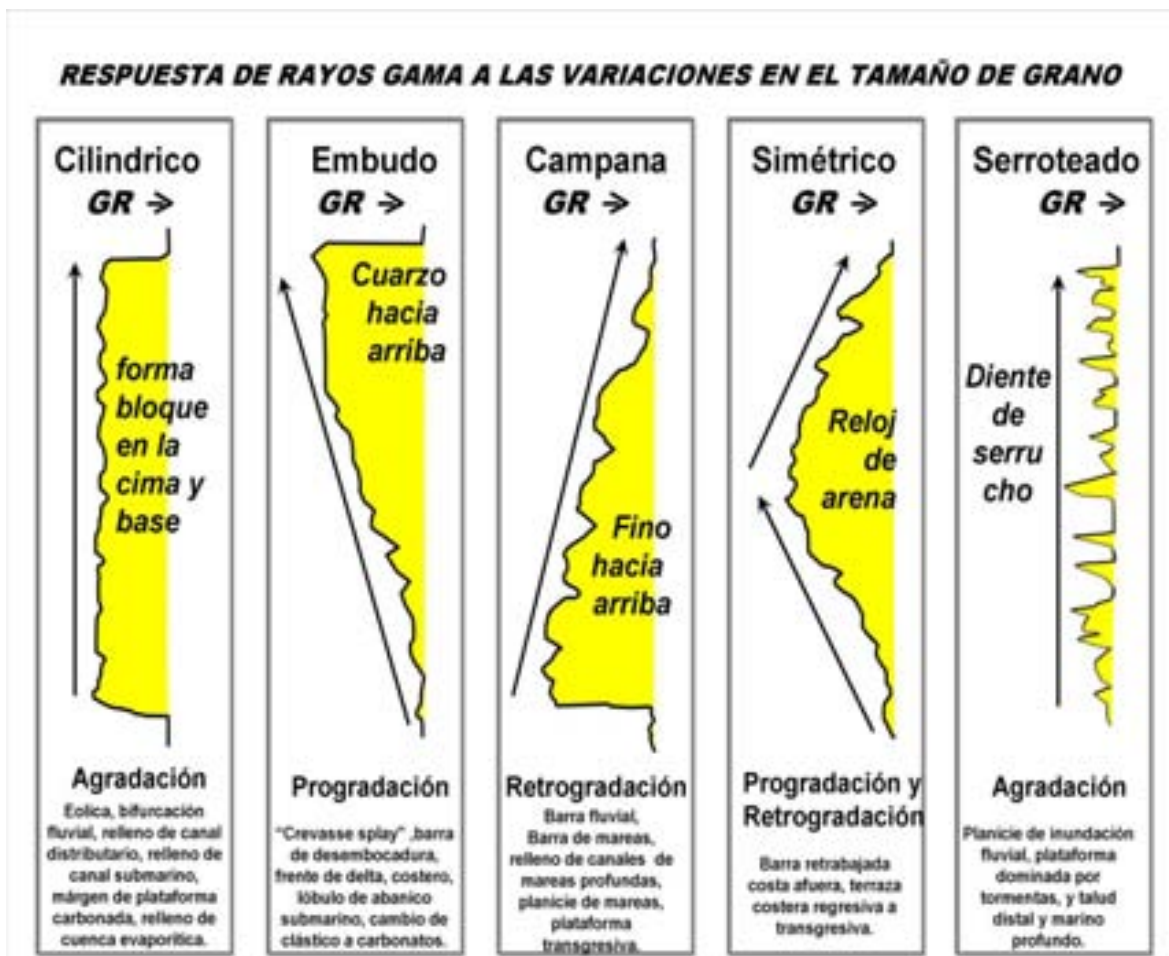 RESPUESTA DE RAYOS GAMA A LAS VARIACIONES EN EL TAMAÑO DE GRANO
Cilindrico
GR →
forma
bloque
en la
cima y
base
Agradación
Eolica, bifurcación
fluvial, relleno de canal
distributario, relleno de
canal submarino,
márgen de plataforma
carbonada, relleno de
cuenca evaporítica.
Embudo
GR →
Cuarzo
hacia
arriba
Progradación
"Crevasse splay" ,barra
de desembocadura,
frente de delta, costero,
lóbulo de abanico
submarino, cambio de
clástico a carbonatos.
Campana
GR →
Fino
hacia
arriba
Retrogradación
Barra fluvial,
Barra de mareas,
relleno de canales de
mareas profundas,
planicie de mareas,
plataforma
transgresiva.
Simétrico
GR →
Reloj
de
arena
Progradación y
Retrogradación
Barra retrabajada
costa afuera, terraza
costera regresiva a
transgresiva.
Serroteado
GR →
Diente
de
serru
cho
Agradación
Planicie de inundación
fluvial, plataforma
dominada por
tormentas, y talud
distal y marino
profundo.